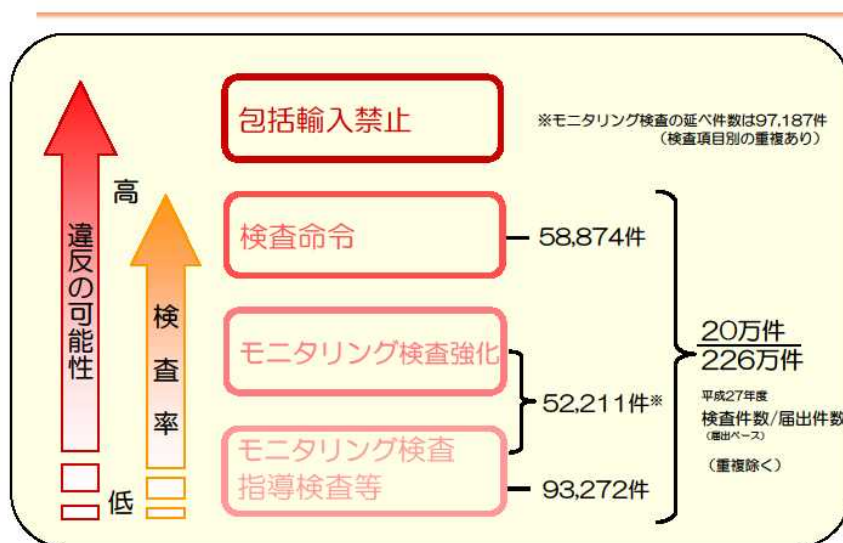 包括輸入禁止
※モニタリング検査の延べ件数は97,187件
（検査項目別の重複あり）
高
違反の可能性
検査率
低
検査命令
58,874件
モニタリング検査強化
52,211件※
モニタリング検査
指導検査等
93,272件
20万件
226万件
平成27年度
検査件数/届出件数
（届出ベース）
（重複除く）